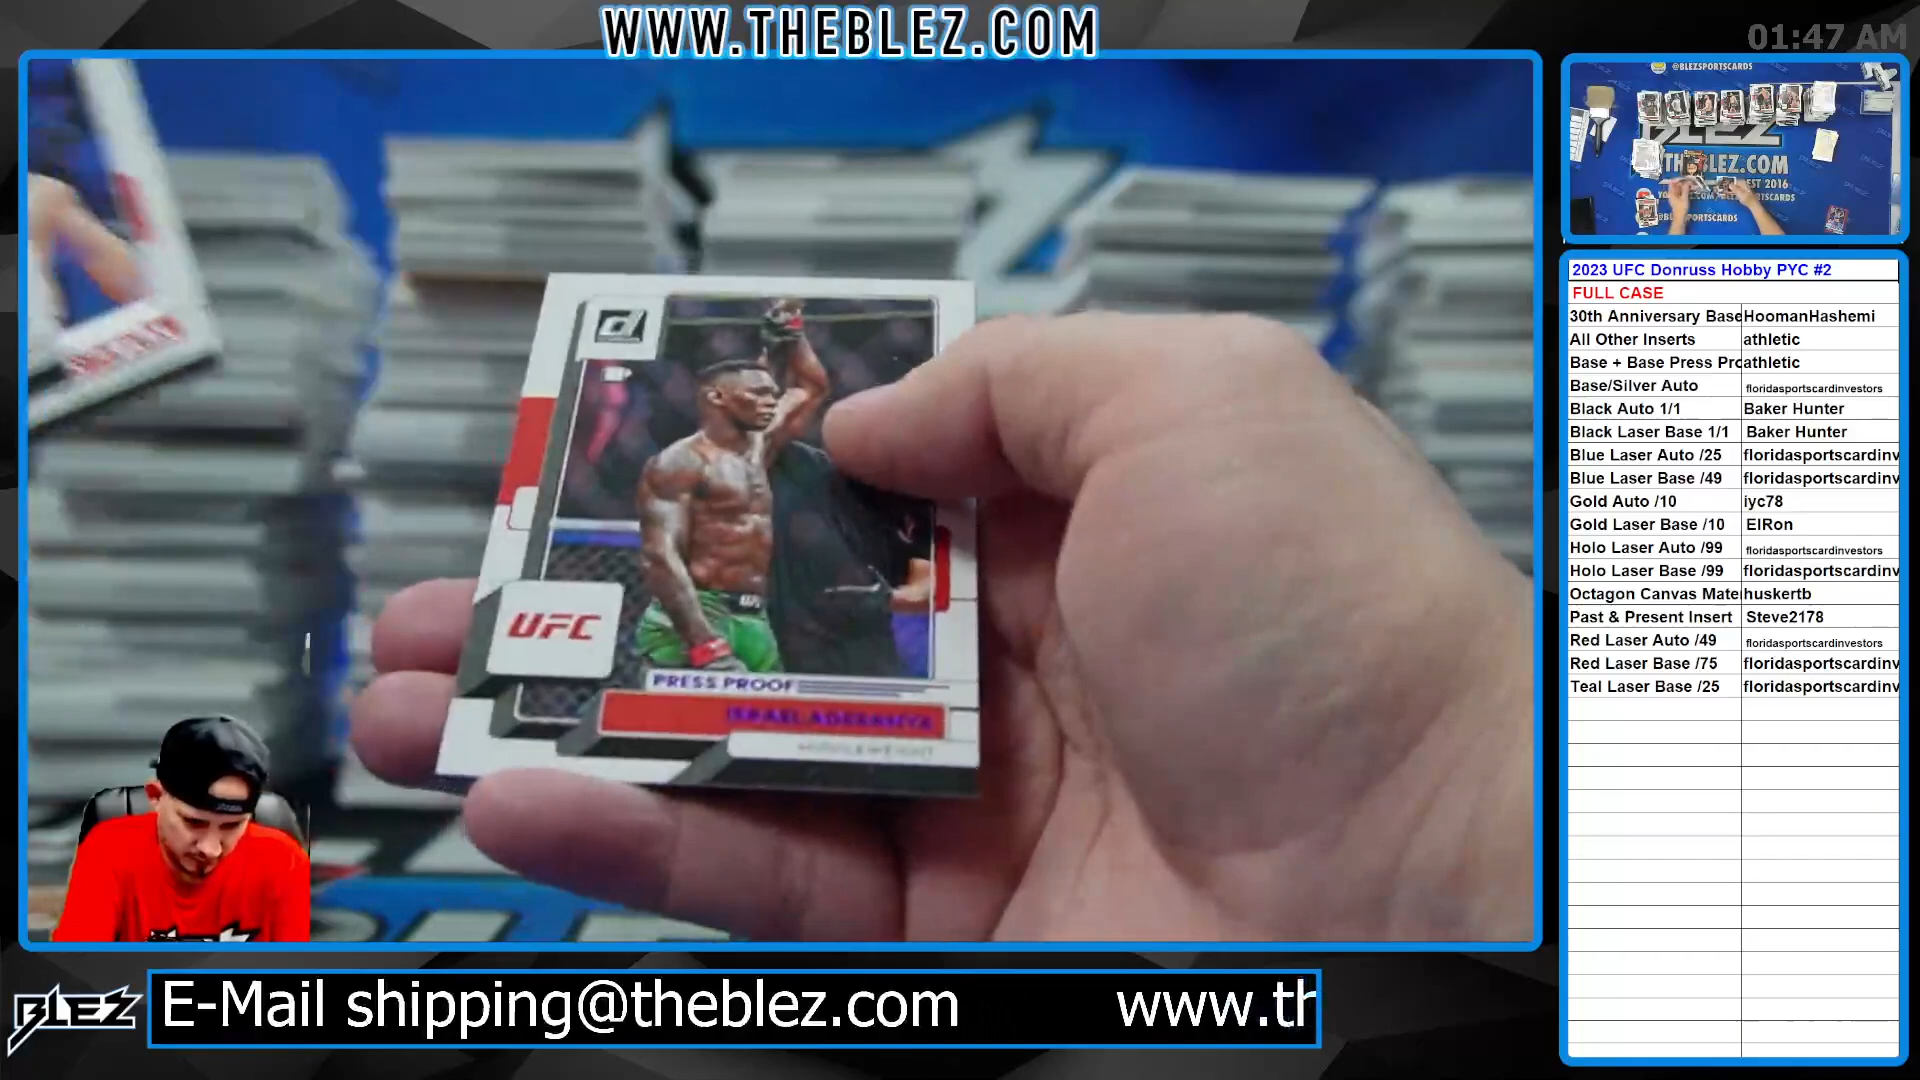 WWW.THEBLEZ.COM
01:47 AM
@BLEZSPORTSCARDS
BLEZ
THEBLEZ.COM
EST 2016
UFC
PRESS PROOF
ISRAEL ADESANYA
MIDDLEWEIGHT
2023 UFC Donruss Hobby PYC #2
FULL CASE
30th Anniversary Base HoomanHashemi
All Other Inserts athletic
Base + Base Press Pro athletic
Base/Silver Auto floridasportscardinvestors
Black Auto 1/1 Baker Hunter
Black Laser Base 1/1 Baker Hunter
Blue Laser Auto /25 floridasportscardinv
Blue Laser Base /49 floridasportscardinv
Gold Auto /10 iyc78
Gold Laser Base /10 ElRon
Holo Laser Auto /99 floridasportscardinvestors
Holo Laser Base /99 floridasportscardinv
Octagon Canvas Mate huskertb
Past & Present Insert Steve2178
Red Laser Auto /49 floridasportscardinvestors
Red Laser Base /75 floridasportscardinv
Teal Laser Base /25 floridasportscardinv
BLEZ
E-Mail shipping@theblez.com www.th